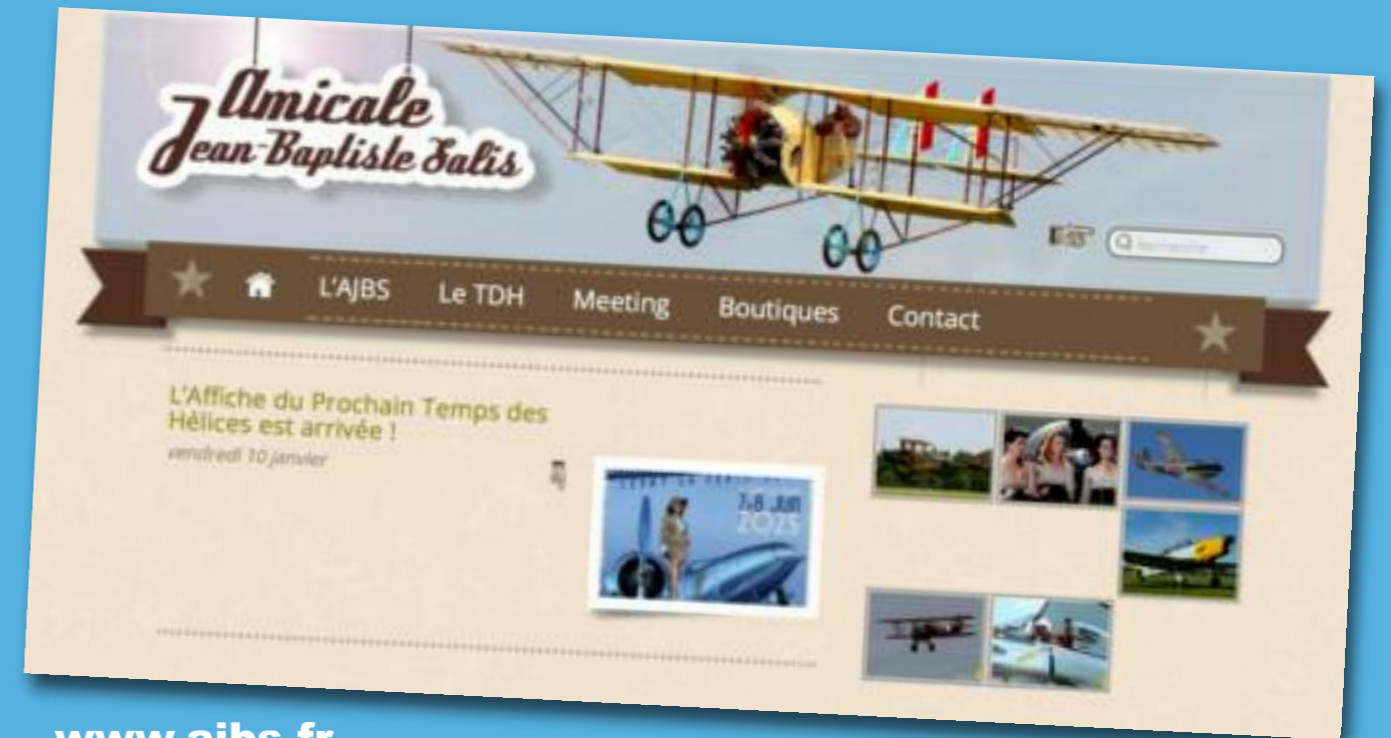 Amicale
Jean-Baptiste Salis
Recherche
L'AJBS
Le TDH
Meeting
Boutiques
Contact
L'Affiche du Prochain Temps des
Hélices est arrivée !
vendredi 10 janvier
7-8 JUIN
2025
www.ajbs.fr